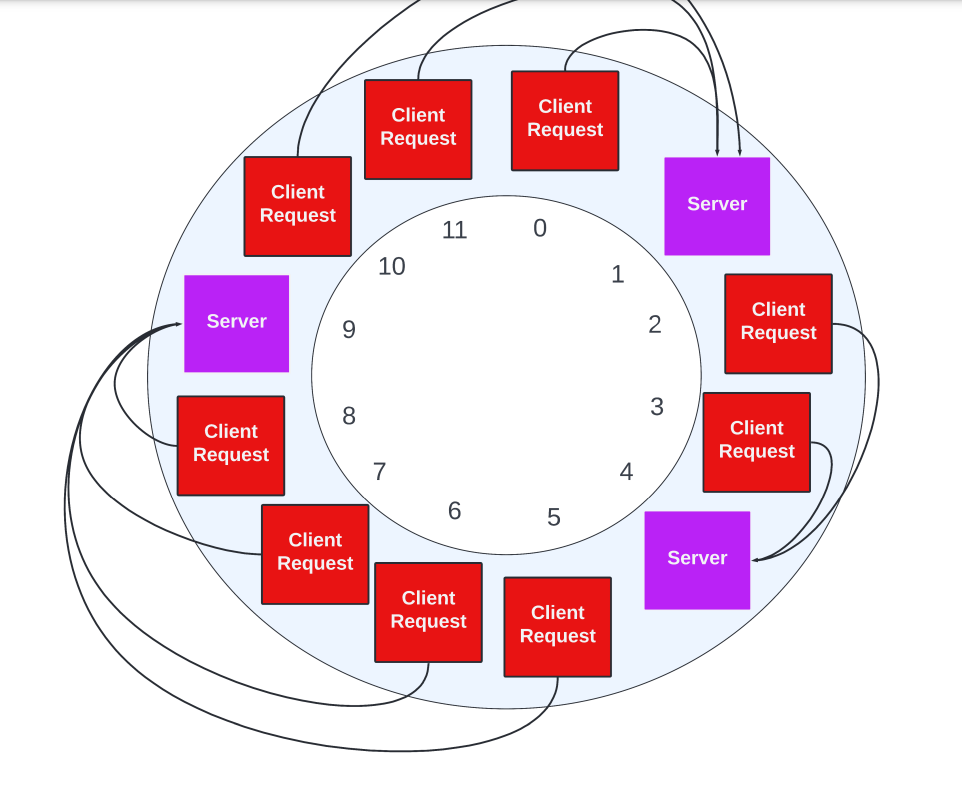 Client
Request
Client
Request
Client
Request
Server
Server
Client
Request
Client
Request
Server
Client
Request
Client
Request
Client
Request
Client
Request
0
1
2
3
4
5
6
7
8
9
10
11